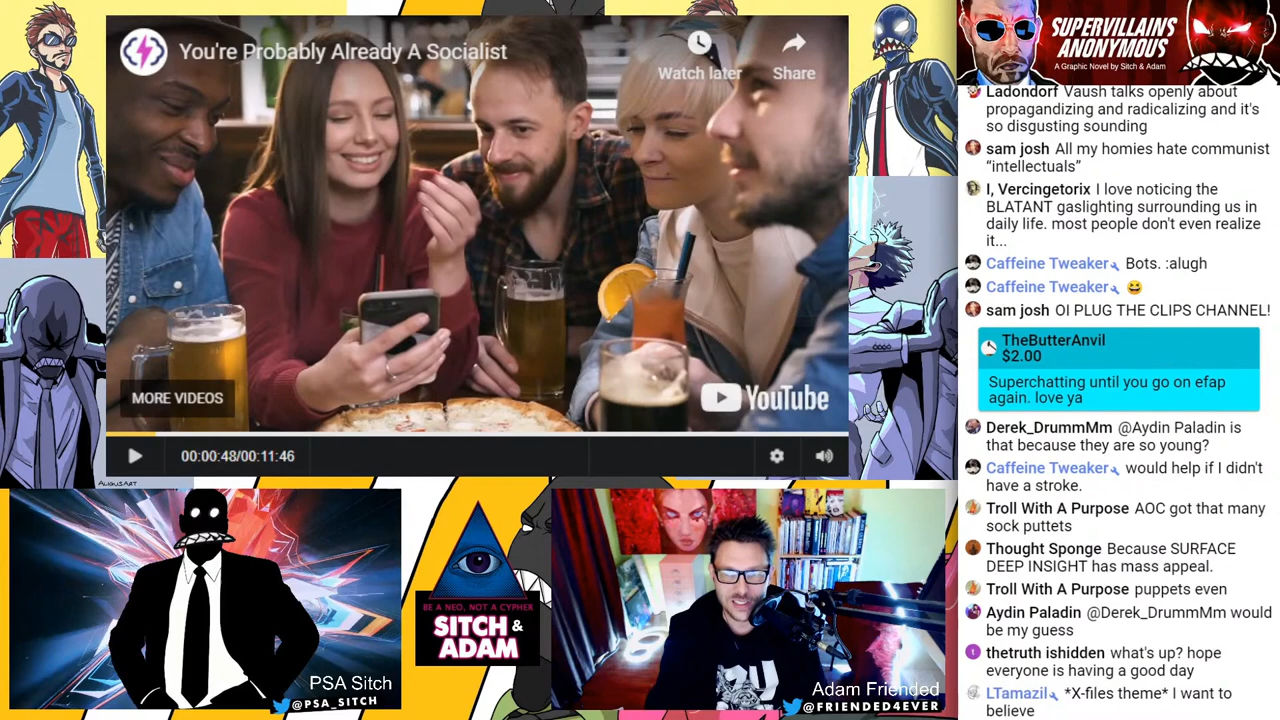 You're Probably Already A Socialist
Watch later
Share
MORE VIDEOS
YouTube
00:00:48/00:11:46
AUGUSART
BE A NEO, NOT A CYPHER
SITCH &
ADAM
PSA Sitch
@PSA_SITCH
Adam Friended
@FRIENDED4EVER
SUPERVILLAINS
ANONYMOUS
A Graphic Novel by Sitch & Adam
Ladondorf Vaush talks openly about
propagandizing and radicalizing and it's
so disgusting sounding
sam josh All my homies hate communist
“intellectuals”
I, Vercingetorix I love noticing the
BLATANT gaslighting surrounding us in
daily life. most people don't even realize
it...
Caffeine Tweaker Bots. :alugh
Caffeine Tweaker 😆
sam josh OI PLUG THE CLIPS CHANNEL!
TheButterAnvil
$2.00
Superchatting until you go on efap
again. love ya
Derek_DrummMm @Aydin Paladin is
that because they are so young?
Caffeine Tweaker would help if I didn't
have a stroke.
Troll With A Purpose AOC got that many
sock puttets
Thought Sponge Because SURFACE
DEEP INSIGHT has mass appeal.
Troll With A Purpose puppets even
Aydin Paladin @Derek_DrummMm would
be my guess
thetruth ishidden what's up? hope
everyone is having a good day
LTamazil *X-files theme* I want to
believe